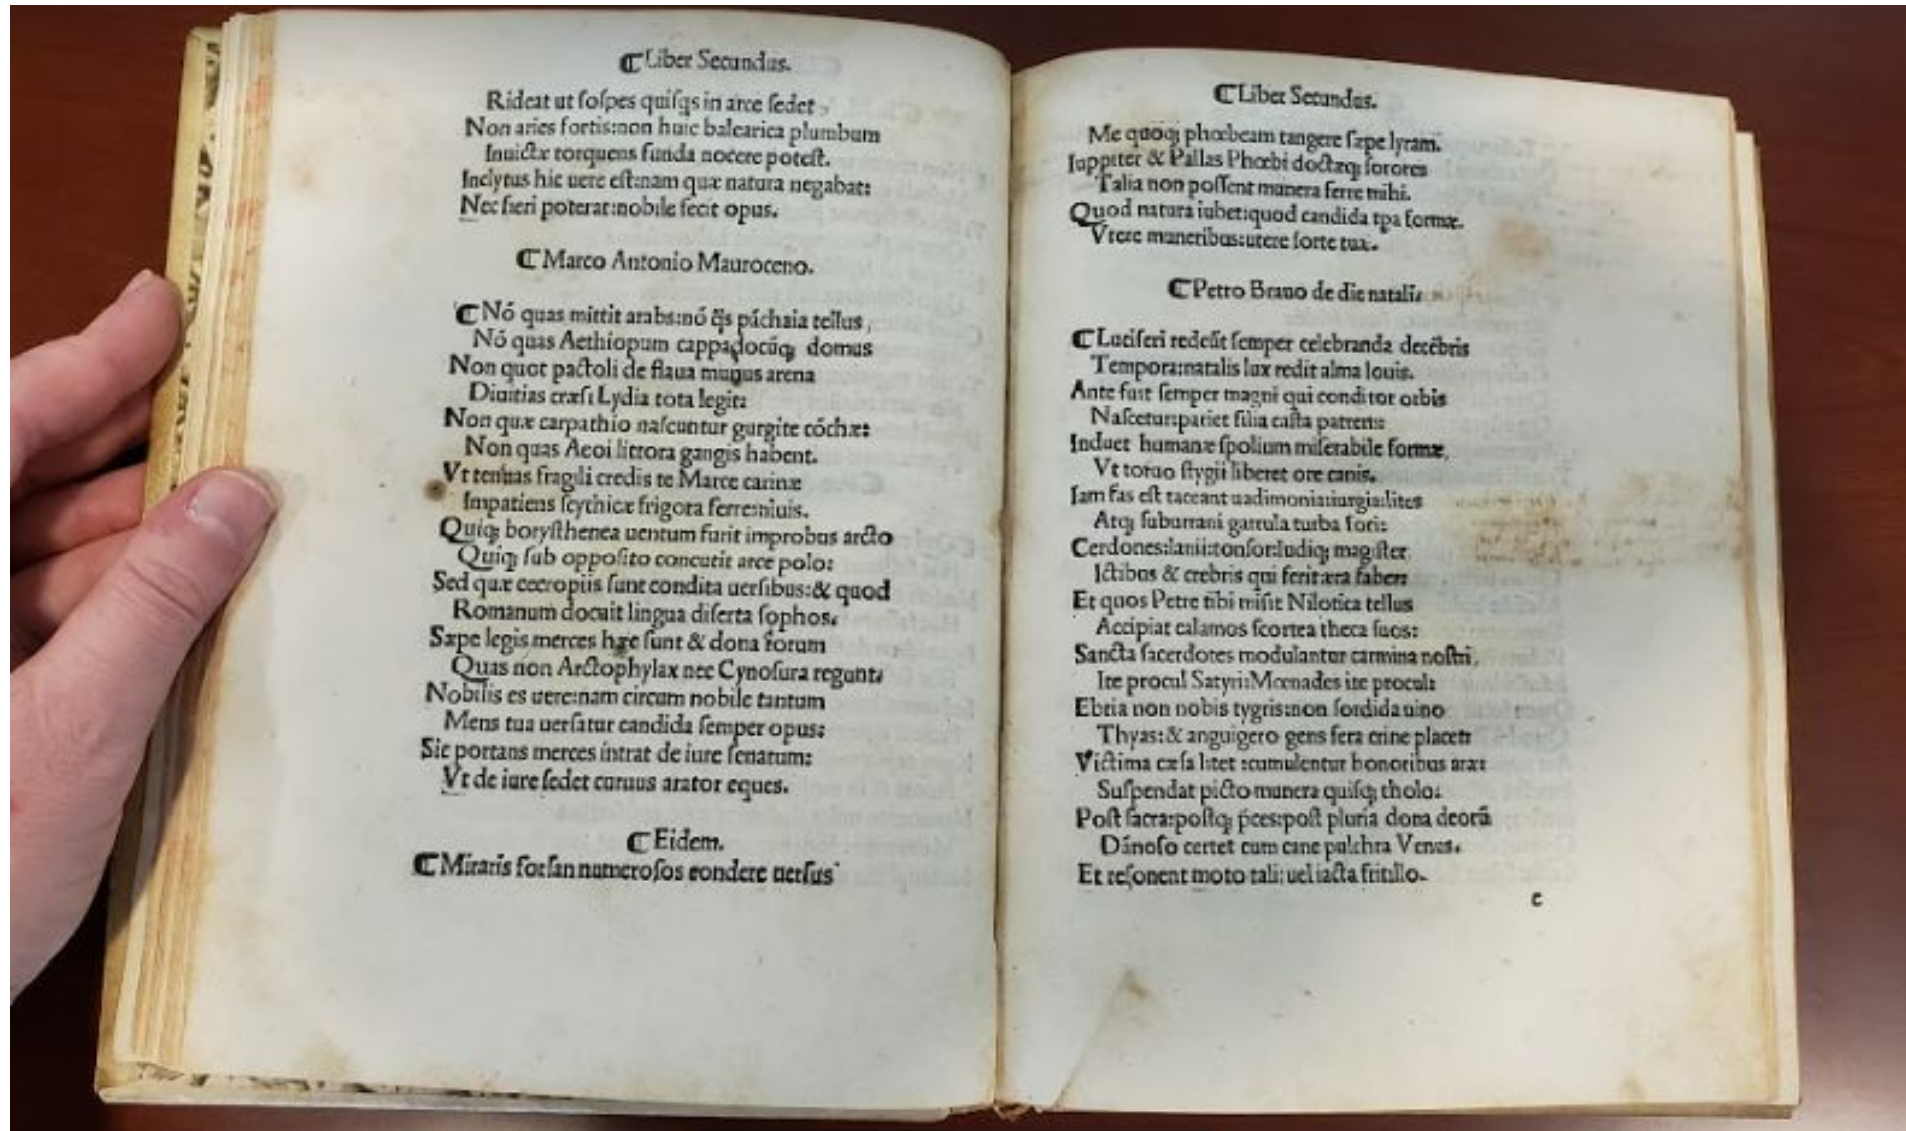 ☾Liber Secundus.
Rideat ut ſoſpes quiſqs in arce ſedet,
Non aries fortis:non huic balearica plumbum
Inuictæ torquens funda nocere poteſt.
Inclytus hic uere eſt:nam quæ natura negabat:
Nec fieri poterat:nobile fecit opus.
☾Marco Antonio Mauroceno.
☾Nó quas mittit arabs:nó q̃s páchaia tellus,
Nó quas Aethiopum cappadocúq; domus
Non quot pactoli de flaua munus arena
Diuitias cræſi Lydia tota legit:
Non quæ carpathio naſcuntur gurgite cóchæ:
Non quas Aeoi littora gangis habent.
Vt tennas fragili credis te Marce carinæ
Impatiens ſcythicæ frigora ferre:niuis.
Quiq; boryſthenea uentum furit improbus arcto
Quiq; ſub oppoſito concutit arce polo:
Sed quæ cecropiis ſunt condita uerſibus:& quod
Romanum docuit lingua diſerta ſophos.
Sæpe legis merces hæe ſunt & dona forum
Quas non Arctophylax nec Cynoſura regunt.
Nobilis es uere:nam circum nobile tantum
Mens tua uerſatur candida ſemper opus:
Sic portans merces intrat de iure ſenatum:
Vt de iure ſedet curuus arator eques.
☾Eidem.
☾Miraris forſan numeroſos condere uerſus
☾Liber Secundus.
Me quoq; phœbeam tangere ſæpe lyram.
Iuppiter & Pallas Phœbi doctæq; ſorores
Talia non poſſent munera ferre mihi.
Quod natura iubet:quod candida tpa formæ.
Vtere muneribus:utere ſorte tua.
☾Petro Brauo de die natali.
☾Luciferi redeũt ſemper celebranda decẽbris
Tempora:natalis lux redit alma Iouis.
Ante fuit ſemper magni qui conditor orbis
Naſcetur:pariet filia caſta patrem:
Induet humanæ ſpolium miſerabile formæ,
Vt toruo ſtygii liberet ore canis.
Iam fas eſt taceant uadimonia:iurgia:lites
Atq; ſuburrani garrula turba fori:
Cerdones:lanii:tonſor:ludiq; magiſter
Ictibus & crebris qui ferit æra faber:
Et quos Petre tibi miſit Nilotica tellus
Accipiat calamos ſcortea theca ſuos:
Sancta ſacerdotes modulantur carmina noſtri,
Ite procul Satyri:Mœnades ite procul:
Ebria non nobis tygris:non ſordida uino
Thyas:& anguigero gens fera crine placet:
Victima cæſa litet :cumulentur honoribus aræ:
Suſpendat picto munera quiſq; tholo:
Poſt ſacra:poſtq; p̃ces:poſt pluria dona deorũ
Dánoſo certet cum cane pulchra Venus.
Et reſonent moto tali: uel iacta fritillo.
c